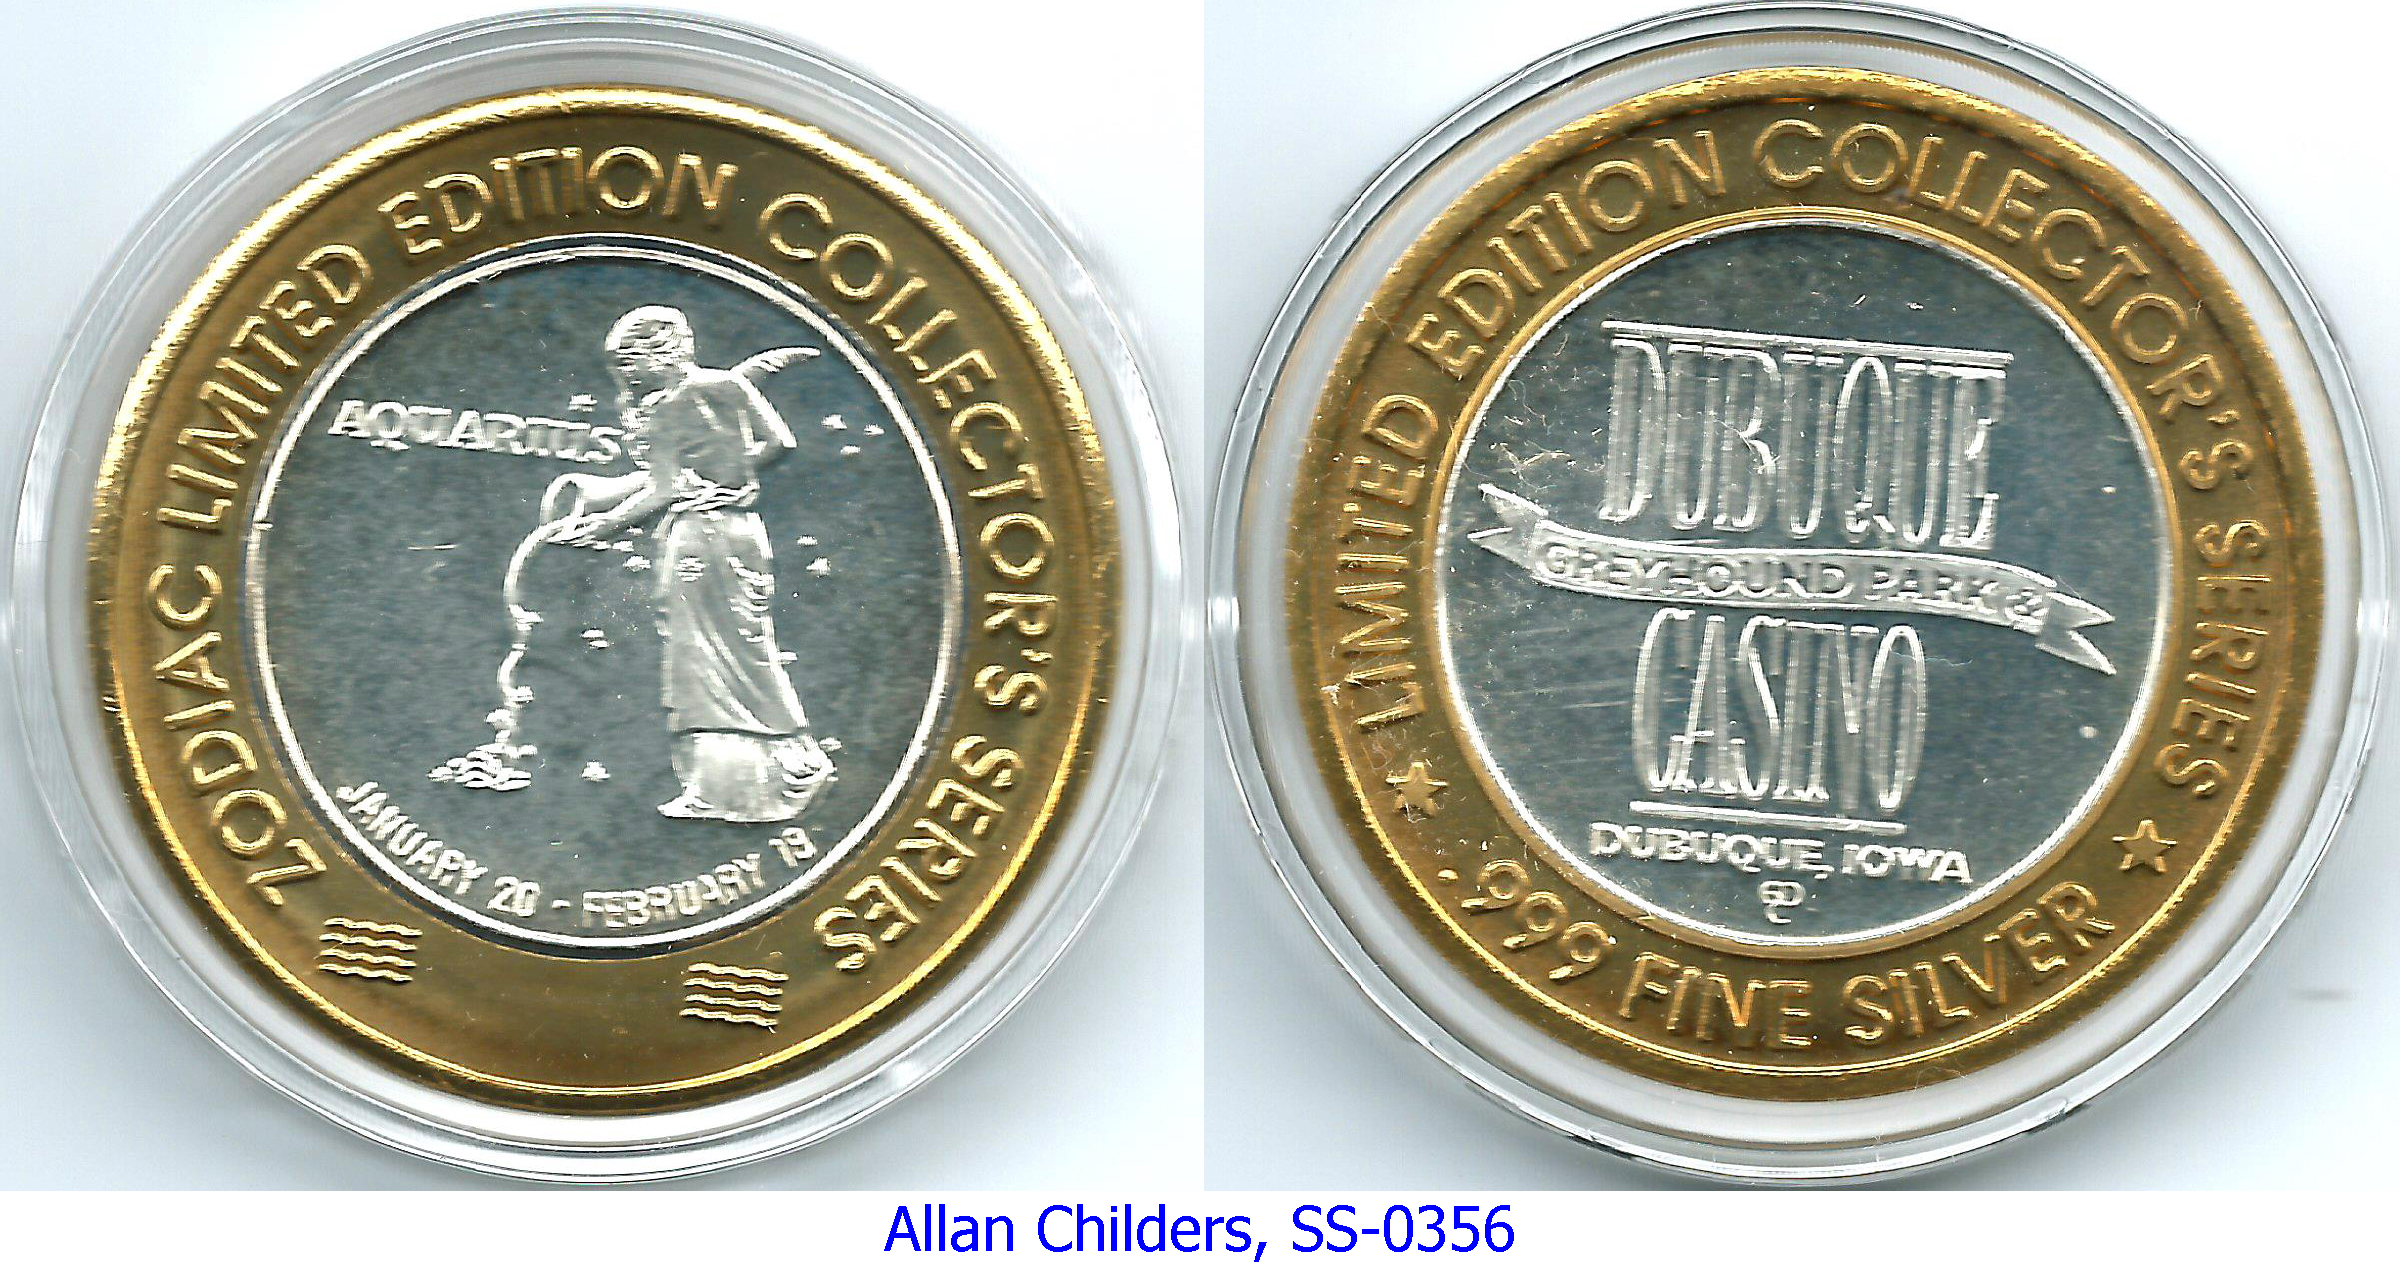 ZODIAC LIMITED EDITION COLLECTOR'S SERIES
AQUARIUS
JANUARY 20 - FEBRUARY 19
LIMITED EDITION COLLECTOR'S SERIES
DUBUQUE
GREYHOUND PARK &
CASINO
DUBUQUE, IOWA
.999 FINE SILVER
Allan Childers, SS-0356